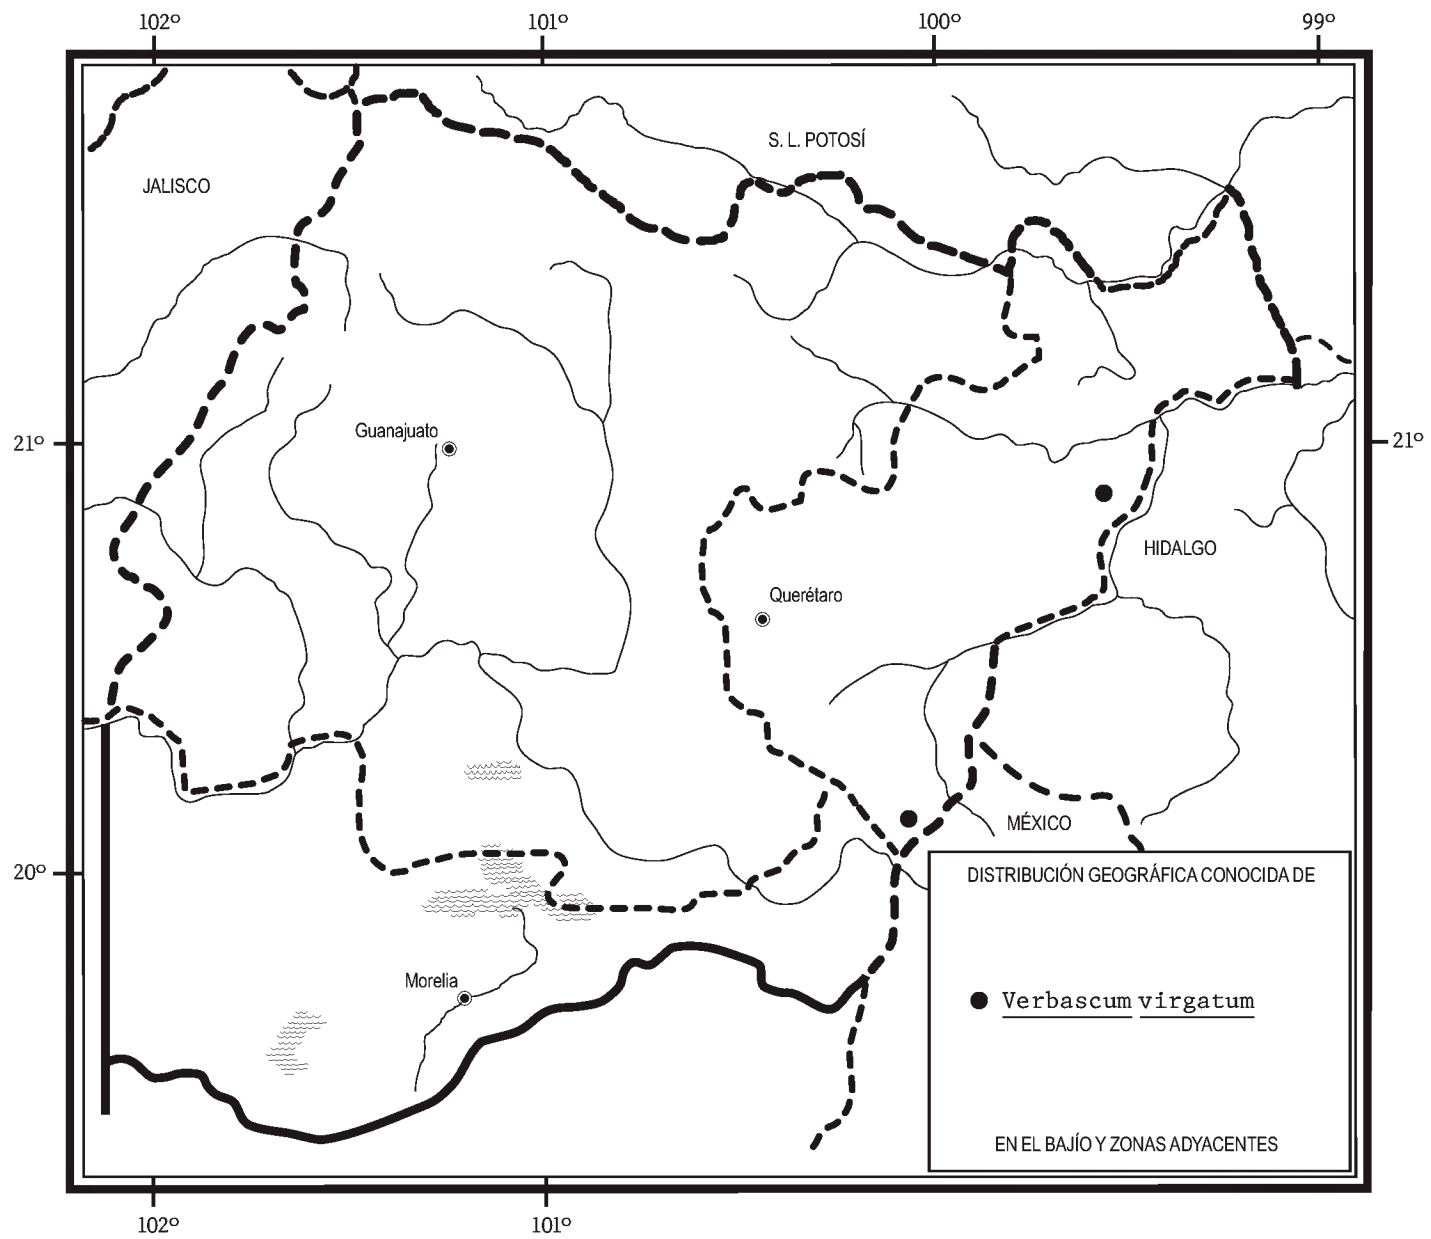 102º 101º 100º 99º
S. L. POTOSÍ
JALISCO
Guanajuato
21º 21º
HIDALGO
Querétaro
MÉXICO
20º
DISTRIBUCIÓN GEOGRÁFICA CONOCIDA DE
Morelia
Verbascum virgatum
EN EL BAJÍO Y ZONAS ADYACENTES
102º 101º